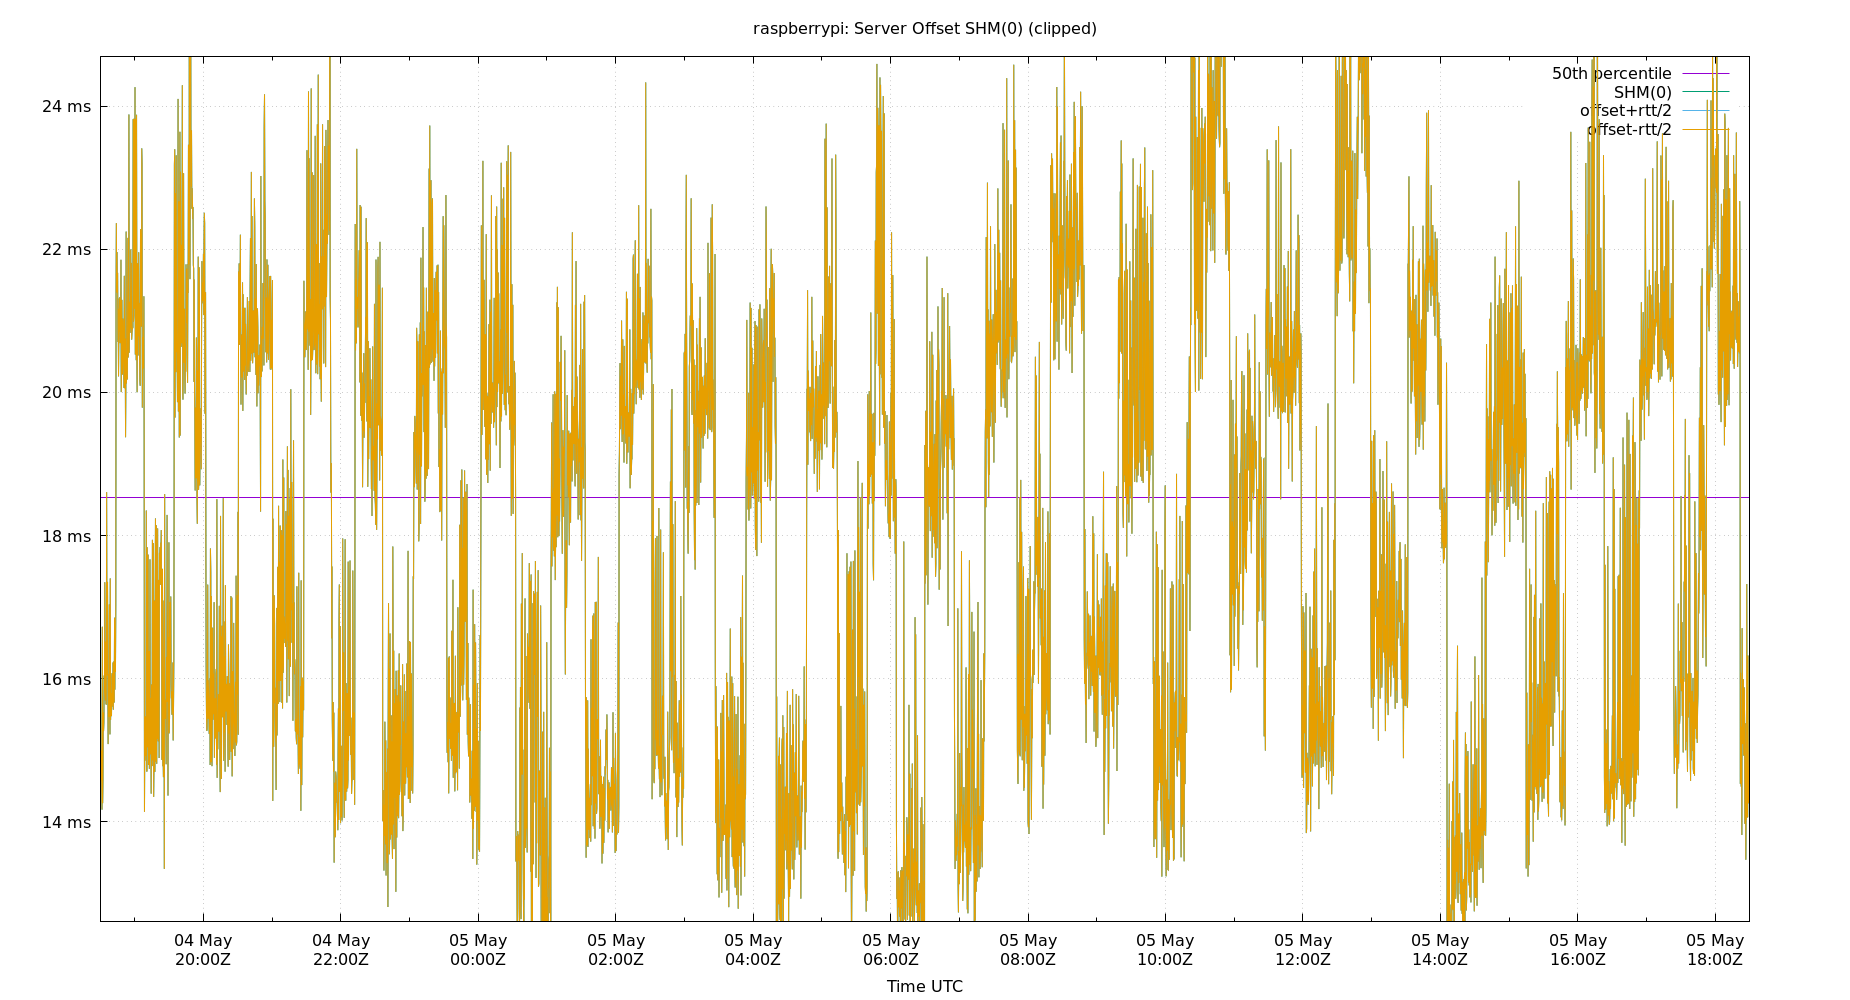 raspberrypi: Server Offset SHM(0) (clipped)
50th percentile
SHM(0)
offset+rtt/2
offset-rtt/2
24 ms
22 ms
20 ms
18 ms
16 ms
14 ms
04 May 04 May 05 May 05 May 05 May 05 May 05 May 05 May 05 May 05 May 05 May 05 May
20:00Z 22:00Z 00:00Z 02:00Z 04:00Z 06:00Z 08:00Z 10:00Z 12:00Z 14:00Z 16:00Z 18:00Z
Time UTC